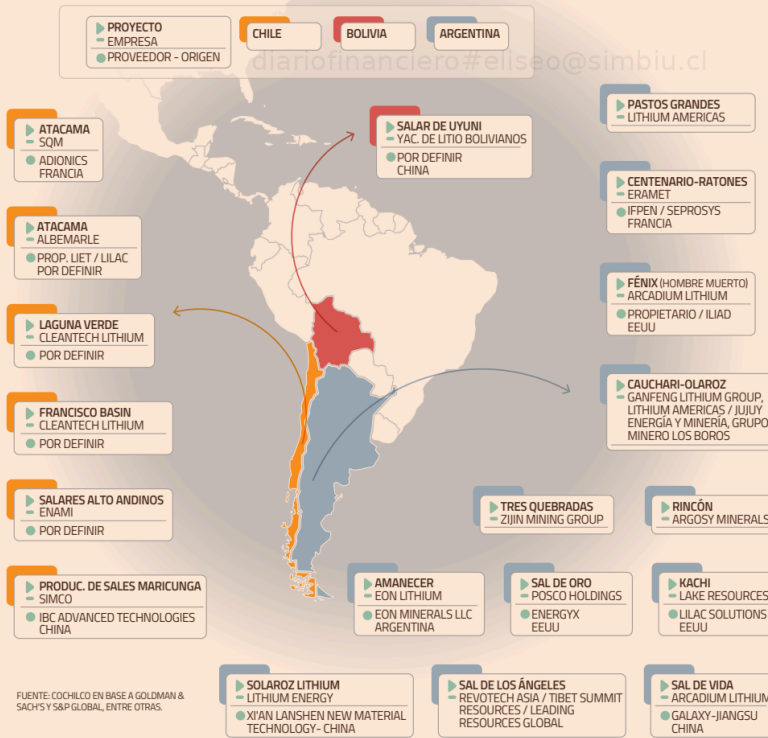 PROYECTO
EMPRESA
PROVEEDOR - ORIGEN
CHILE
BOLIVIA
ARGENTINA
diariofinanciero#eliseo@simbiu.cl
ATACAMA
SQM
ADIONICS
FRANCIA
ATACAMA
ALBEMARLE
PROP. LIET / LILAC
POR DEFINIR
LAGUNA VERDE
CLEANTECH LITHIUM
POR DEFINIR
FRANCISCO BASIN
CLEANTECH LITHIUM
POR DEFINIR
SALARES ALTO ANDINOS
ENAMI
POR DEFINIR
PRODUC. DE SALES MARICUNGA
SIMCO
IBC ADVANCED TECHNOLOGIES
CHINA
SALAR DE UYUNI
YAC. DE LITIO BOLIVIANOS
POR DEFINIR
CHINA
PASTOS GRANDES
LITHIUM AMERICAS
CENTENARIO-RATONES
ERAMET
IFPEN / SEPROSYS
FRANCIA
FÉNIX (HOMBRE MUERTO)
ARCADIUM LITHIUM
PROPIETARIO / ILIAD
EEUU
CAUCHARI-OLAROZ
GANFENG LITHIUM GROUP,
LITHIUM AMERICAS / JUJUY
ENERGÍA Y MINERÍA, GRUPO
MINERO LOS BOROS
TRES QUEBRADAS
ZIJIN MINING GROUP
RINCÓN
ARGOSY MINERALS
AMANECER
EON LITHIUM
EON MINERALS LLC
ARGENTINA
SAL DE ORO
POSCO HOLDINGS
ENERGYX
EEUU
KACHI
LAKE RESOURCES
LILAC SOLUTIONS
EEUU
SOLAROZ LITHIUM
LITHIUM ENERGY
XI'AN LANSHEN NEW MATERIAL
TECHNOLOGY- CHINA
SAL DE LOS ÁNGELES
REVOTECH ASIA / TIBET SUMMIT
RESOURCES / LEADING
RESOURCES GLOBAL
SAL DE VIDA
ARCADIUM LITHIUM
GALAXY-JIANGSU
CHINA
FUENTE: COCHILCO EN BASE A GOLDMAN &
SACH'S Y S&P GLOBAL, ENTRE OTRAS.